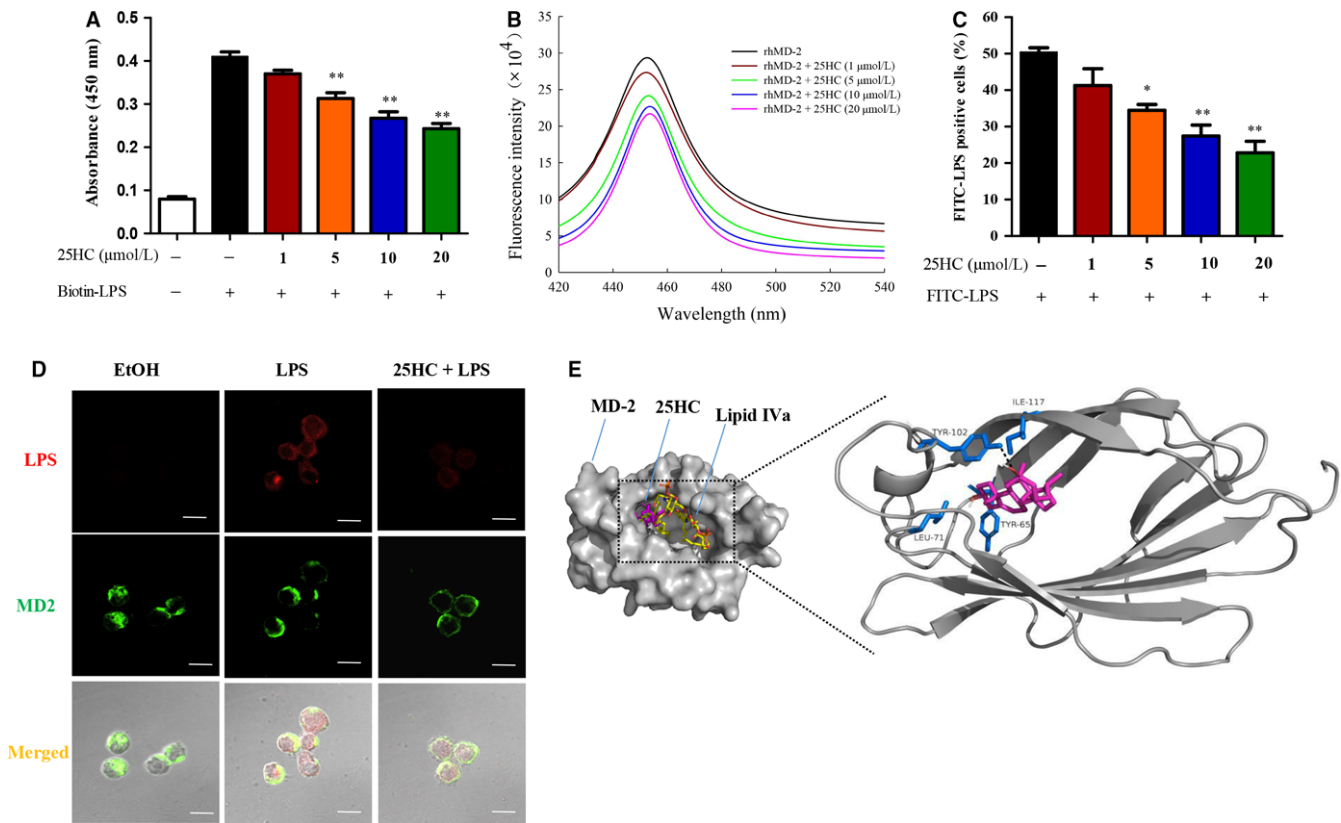 A
Absorbance (450 nm)
0.5
0.4
0.3
0.2
0.1
0.0
** ** **
25HC (μmol/L) – – 1 5 10 20
Biotin-LPS – + + + + +
B
Fluorescence intensity (× 10⁴)
35
30
25
20
15
10
5
0
rhMD-2
rhMD-2 + 25HC (1 μmol/L)
rhMD-2 + 25HC (5 μmol/L)
rhMD-2 + 25HC (10 μmol/L)
rhMD-2 + 25HC (20 μmol/L)
420 440 460 480 500 520 540
Wavelength (nm)
C
FITC-LPS positive cells (%)
60
50
40
30
20
10
0
* ** **
25HC (μmol/L) – 1 5 10 20
FITC-LPS + + + + +
D
EtOH LPS 25HC + LPS
LPS
MD2
Merged
E
MD-2 25HC Lipid IVa
ILE-117
TYR-102
TYR-65
LEU-71